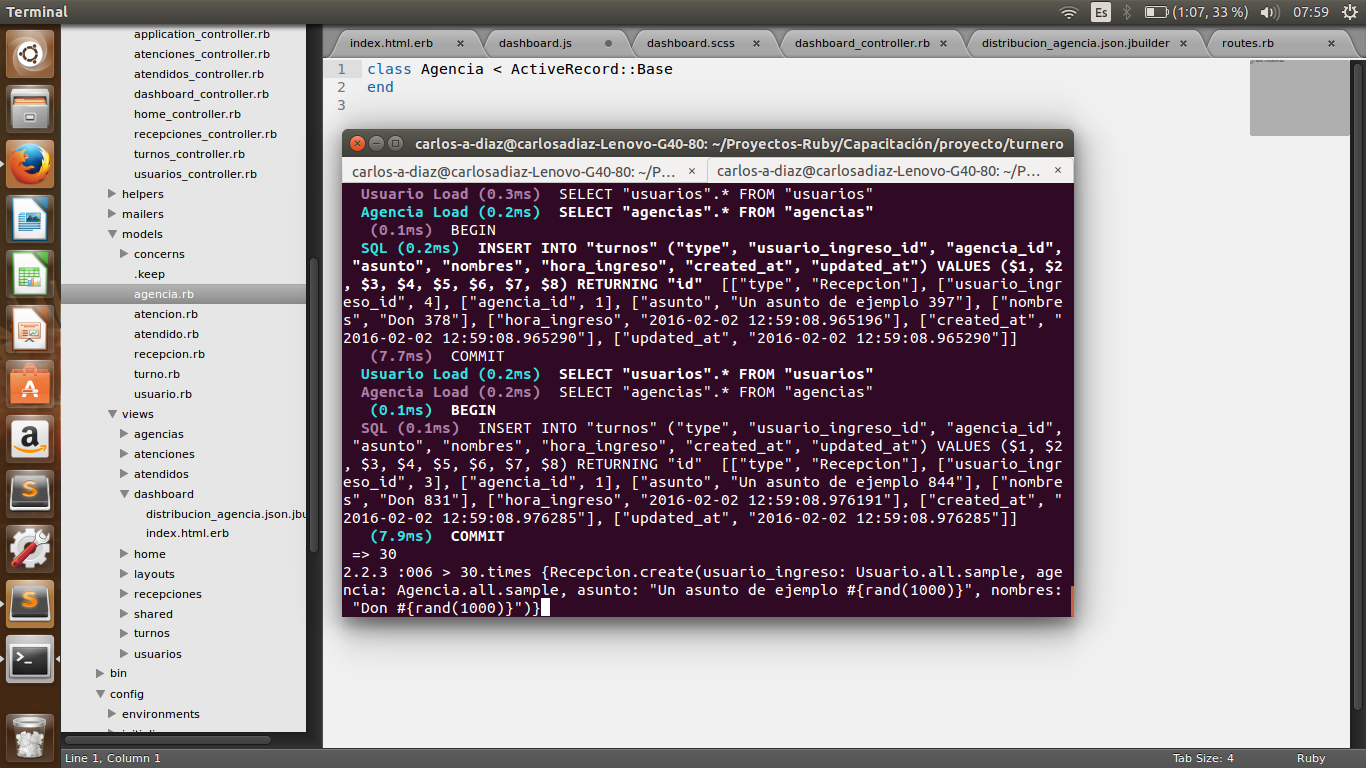 Terminal
Es
(1:07, 33 %)
07:59
application_controller.rb
atenciones_controller.rb
atendidos_controller.rb
dashboard_controller.rb
home_controller.rb
recepciones_controller.rb
turnos_controller.rb
usuarios_controller.rb
helpers
mailers
models
concerns
.keep
agencia.rb
atencion.rb
atendido.rb
recepcion.rb
turno.rb
usuario.rb
views
agencias
atenciones
atendidos
dashboard
distribucion_agencia.json.jbu
index.html.erb
home
layouts
recepciones
shared
turnos
usuarios
bin
config
environments
index.html.erb ×
dashboard.js
dashboard.scss ×
dashboard_controller.rb ×
distribucion_agencia.json.jbuilder ×
routes.rb ×
1 class Agencia < ActiveRecord::Base
2 end
3
carlos-a-diaz@carlosadiaz-Lenovo-G40-80: ~/Proyectos-Ruby/Capacitación/proyecto/turnero
carlos-a-diaz@carlosadiaz-Lenovo-G40-80: ~/P... ×
carlos-a-diaz@carlosadiaz-Lenovo-G40-80: ~/P... ×
Usuario Load (0.3ms)  SELECT "usuarios".* FROM "usuarios"
Agencia Load (0.2ms)  SELECT "agencias".* FROM "agencias"
(0.1ms)  BEGIN
SQL (0.2ms)  INSERT INTO "turnos" ("type", "usuario_ingreso_id", "agencia_id",
"asunto", "nombres", "hora_ingreso", "created_at", "updated_at") VALUES ($1, $2
, $3, $4, $5, $6, $7, $8) RETURNING "id"  [["type", "Recepcion"], ["usuario_ingr
eso_id", 4], ["agencia_id", 1], ["asunto", "Un asunto de ejemplo 397"], ["nombre
s", "Don 378"], ["hora_ingreso", "2016-02-02 12:59:08.965196"], ["created_at", "
2016-02-02 12:59:08.965290"], ["updated_at", "2016-02-02 12:59:08.965290"]]
(7.7ms)  COMMIT
Usuario Load (0.2ms)  SELECT "usuarios".* FROM "usuarios"
Agencia Load (0.2ms)  SELECT "agencias".* FROM "agencias"
(0.1ms)  BEGIN
SQL (0.1ms)  INSERT INTO "turnos" ("type", "usuario_ingreso_id", "agencia_id",
"asunto", "nombres", "hora_ingreso", "created_at", "updated_at") VALUES ($1, $2
, $3, $4, $5, $6, $7, $8) RETURNING "id"  [["type", "Recepcion"], ["usuario_ingr
eso_id", 3], ["agencia_id", 1], ["asunto", "Un asunto de ejemplo 844"], ["nombre
s", "Don 831"], ["hora_ingreso", "2016-02-02 12:59:08.976191"], ["created_at", "
2016-02-02 12:59:08.976285"], ["updated_at", "2016-02-02 12:59:08.976285"]]
(7.9ms)  COMMIT
=> 30
2.2.3 :006 > 30.times {Recepcion.create(usuario_ingreso: Usuario.all.sample, age
ncia: Agencia.all.sample, asunto: "Un asunto de ejemplo #{rand(1000)}", nombres:
"Don #{rand(1000)}")}
Line 1, Column 1
Tab Size: 4
Ruby